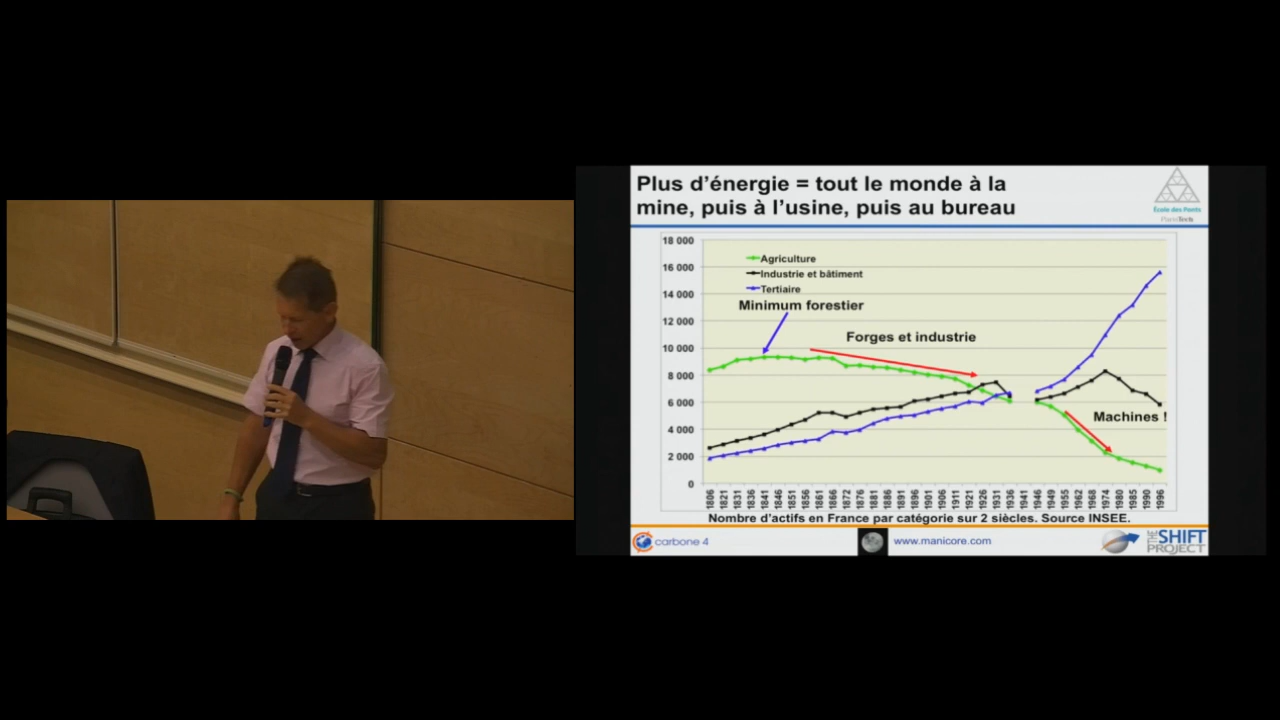 Plus d'énergie = tout le monde à la
mine, puis à l'usine, puis au bureau
École des Ponts
ParisTech
18 000
16 000
14 000
12 000
10 000
8 000
6 000
4 000
2 000
0
Agriculture
Industrie et bâtiment
Tertiaire
Minimum forestier
Forges et industrie
Machines !
1806
1821
1831
1836
1841
1846
1851
1856
1861
1866
1872
1876
1881
1886
1891
1896
1901
1906
1911
1921
1926
1931
1936
1941
1946
1949
1955
1962
1968
1974
1980
1985
1990
1996
Nombre d'actifs en France par catégorie sur 2 siècles. Source INSEE.
carbone 4
www.manicore.com
THE SHIFT
PROJECT